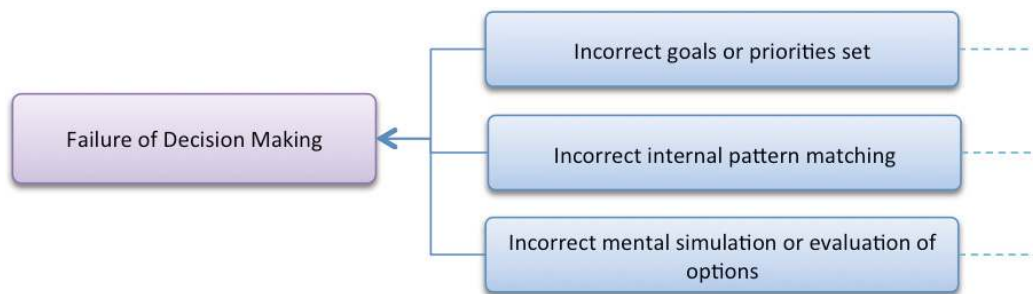 Incorrect goals or priorities set
Failure of Decision Making
Incorrect internal pattern matching
Incorrect mental simulation or evaluation of
options